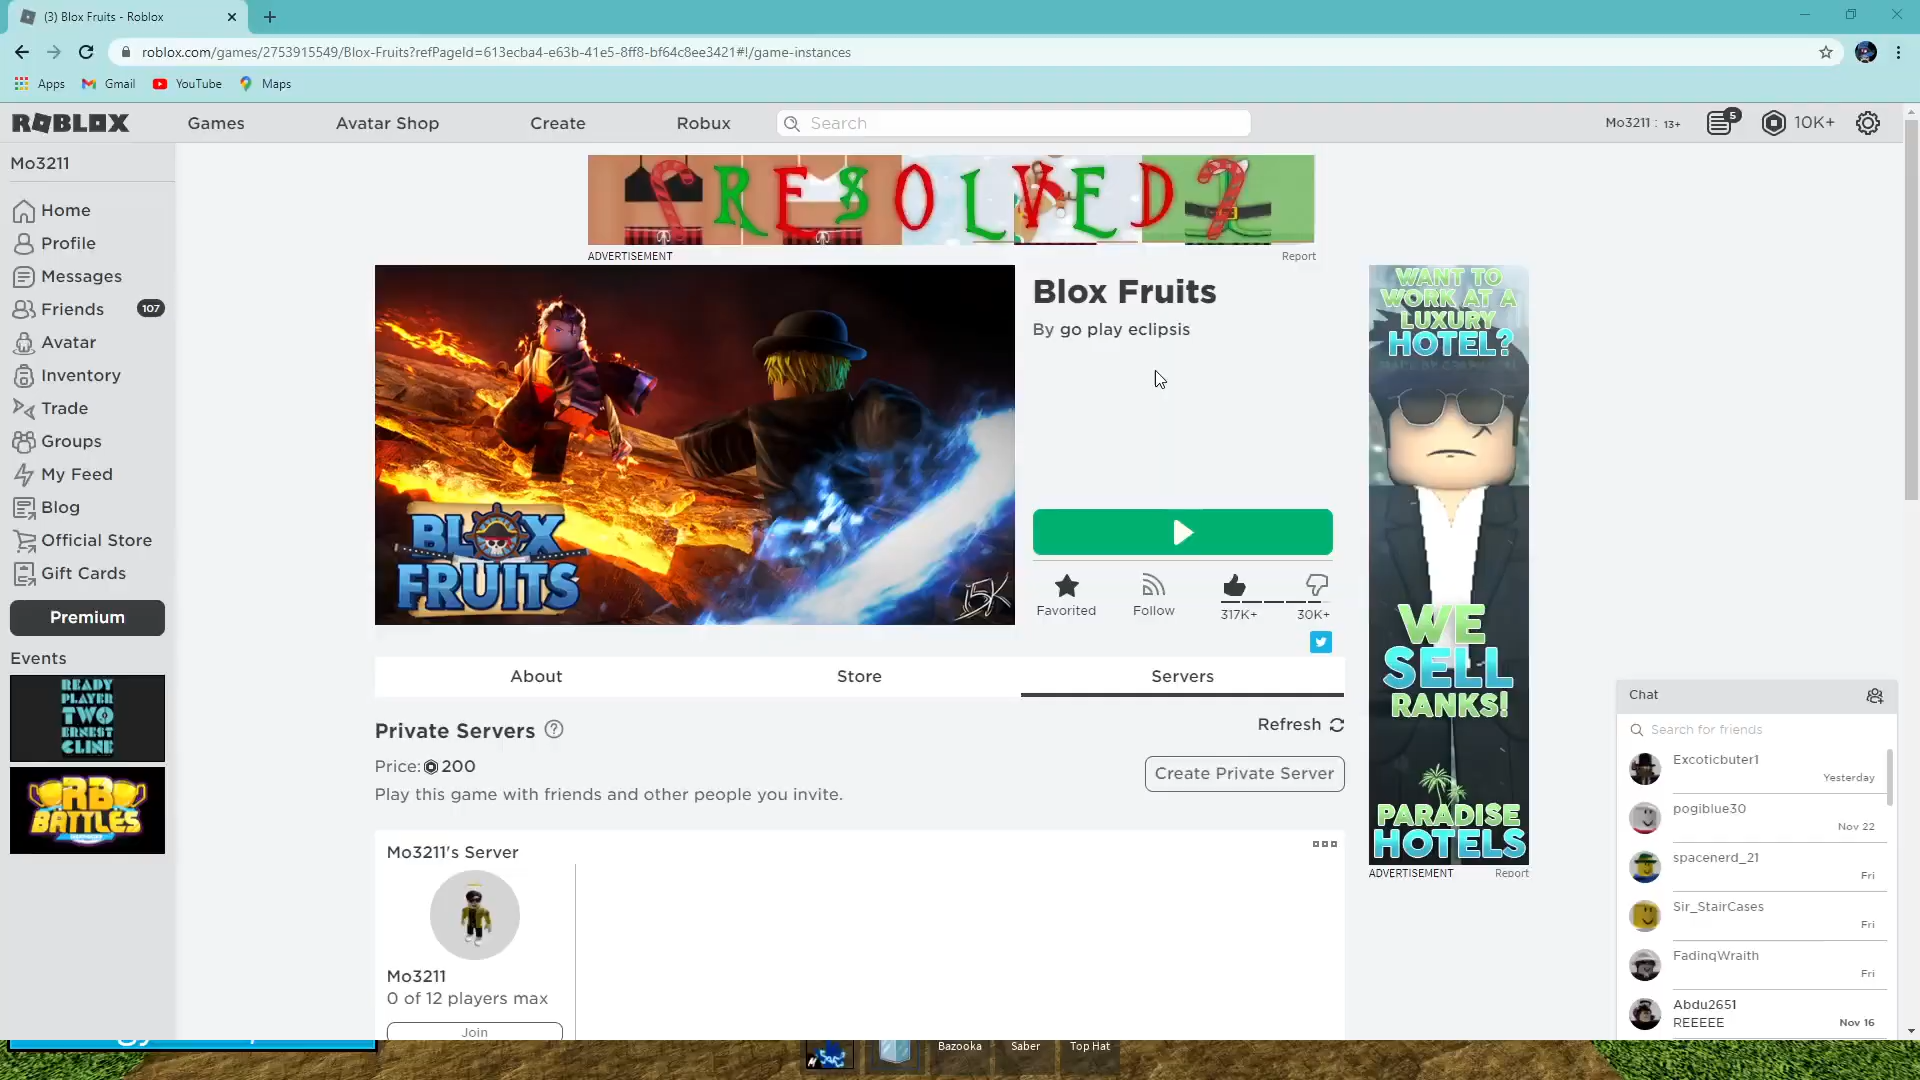 (3) Blox Fruits - Roblox
roblox.com/games/2753915549/Blox-Fruits?refPageId=613ecba4-e63b-41e5-8ff8-bf64c8ee3421#!/game-instances
Apps Gmail YouTube Maps
ROBLOX Games Avatar Shop Create Robux Search Mo3211 : 13+ 5 10K+
Mo3211
Home
Profile
Messages
Friends 107
Avatar
Inventory
Trade
Groups
My Feed
Blog
Official Store
Gift Cards
Premium
Events
READY
PLAYER
TWO
ERNEST
CLINE
RB
BATTLES
RESOLVED
ADVERTISEMENT Report
BLOX
FRUITS
15K
Blox Fruits
By go play eclipsis
Favorited Follow 317K+ 30K+
About Store Servers
Private Servers ?
Refresh
Price: 200
Create Private Server
Play this game with friends and other people you invite.
Mo3211's Server
Mo3211
0 of 12 players max
Join
WANT TO
WORK AT A
LUXURY
HOTEL?
WE
SELL
RANKS!
PARADISE
HOTELS
ADVERTISEMENT Report
Chat
Search for friends
Excoticbuter1
Yesterday
pogiblue30
Nov 22
spacenerd_21
Fri
Sir_StairCases
Fri
FadinqWraith
Fri
Abdu2651
REEEEE Nov 16
Bazooka Saber Top Hat